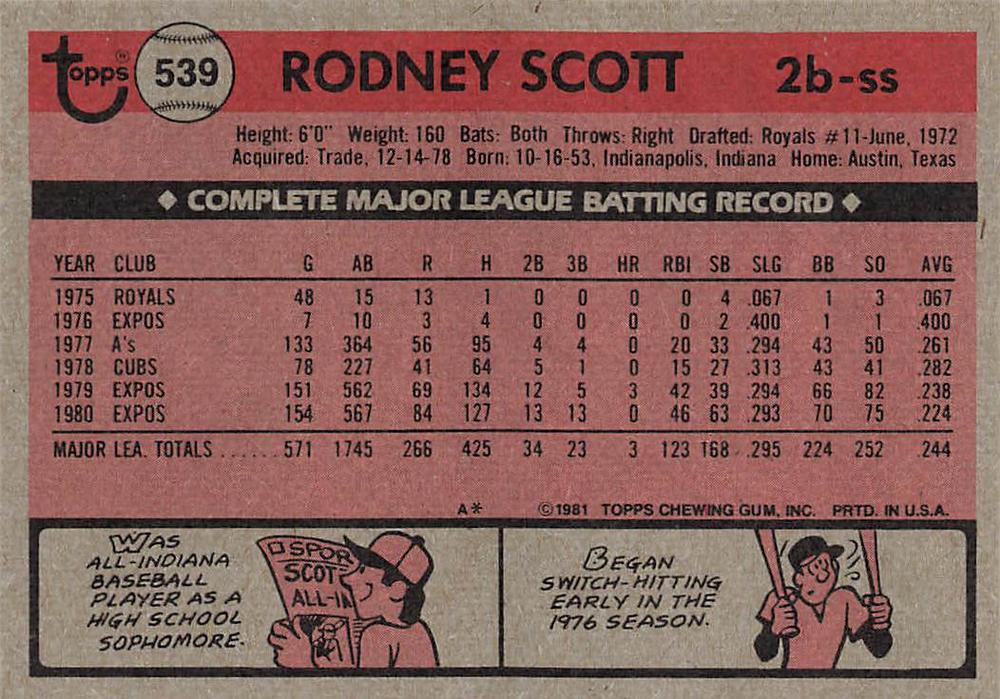 topps® 539 RODNEY SCOTT 2b-ss
Height: 6'0" Weight: 160 Bats: Both Throws: Right Drafted: Royals #11-June, 1972
Acquired: Trade, 12-14-78 Born: 10-16-53, Indianapolis, Indiana Home: Austin, Texas
◆ COMPLETE MAJOR LEAGUE BATTING RECORD ◆
YEAR CLUB G AB R H 2B 3B HR RBI SB SLG BB SO AVG
1975 ROYALS 48 15 13 1 0 0 0 0 4 .067 1 3 .067
1976 EXPOS 7 10 3 4 0 0 0 0 2 .400 1 1 .400
1977 A's 133 364 56 95 4 4 0 20 33 .294 43 50 .261
1978 CUBS 78 227 41 64 5 1 0 15 27 .313 43 41 .282
1979 EXPOS 151 562 69 134 12 5 3 42 39 .294 66 82 .238
1980 EXPOS 154 567 84 127 13 13 0 46 63 .293 70 75 .224
MAJOR LEA. TOTALS ...... 571 1745 266 425 34 23 3 123 168 .295 224 252 .244
A* ©1981 TOPPS CHEWING GUM, INC. PRTD. IN U.S.A.
WAS
ALL-INDIANA
BASEBALL
PLAYER AS A
HIGH SCHOOL
SOPHOMORE.
SPOR
SCOT
ALL-IN
BEGAN
SWITCH-HITTING
EARLY IN THE
1976 SEASON.